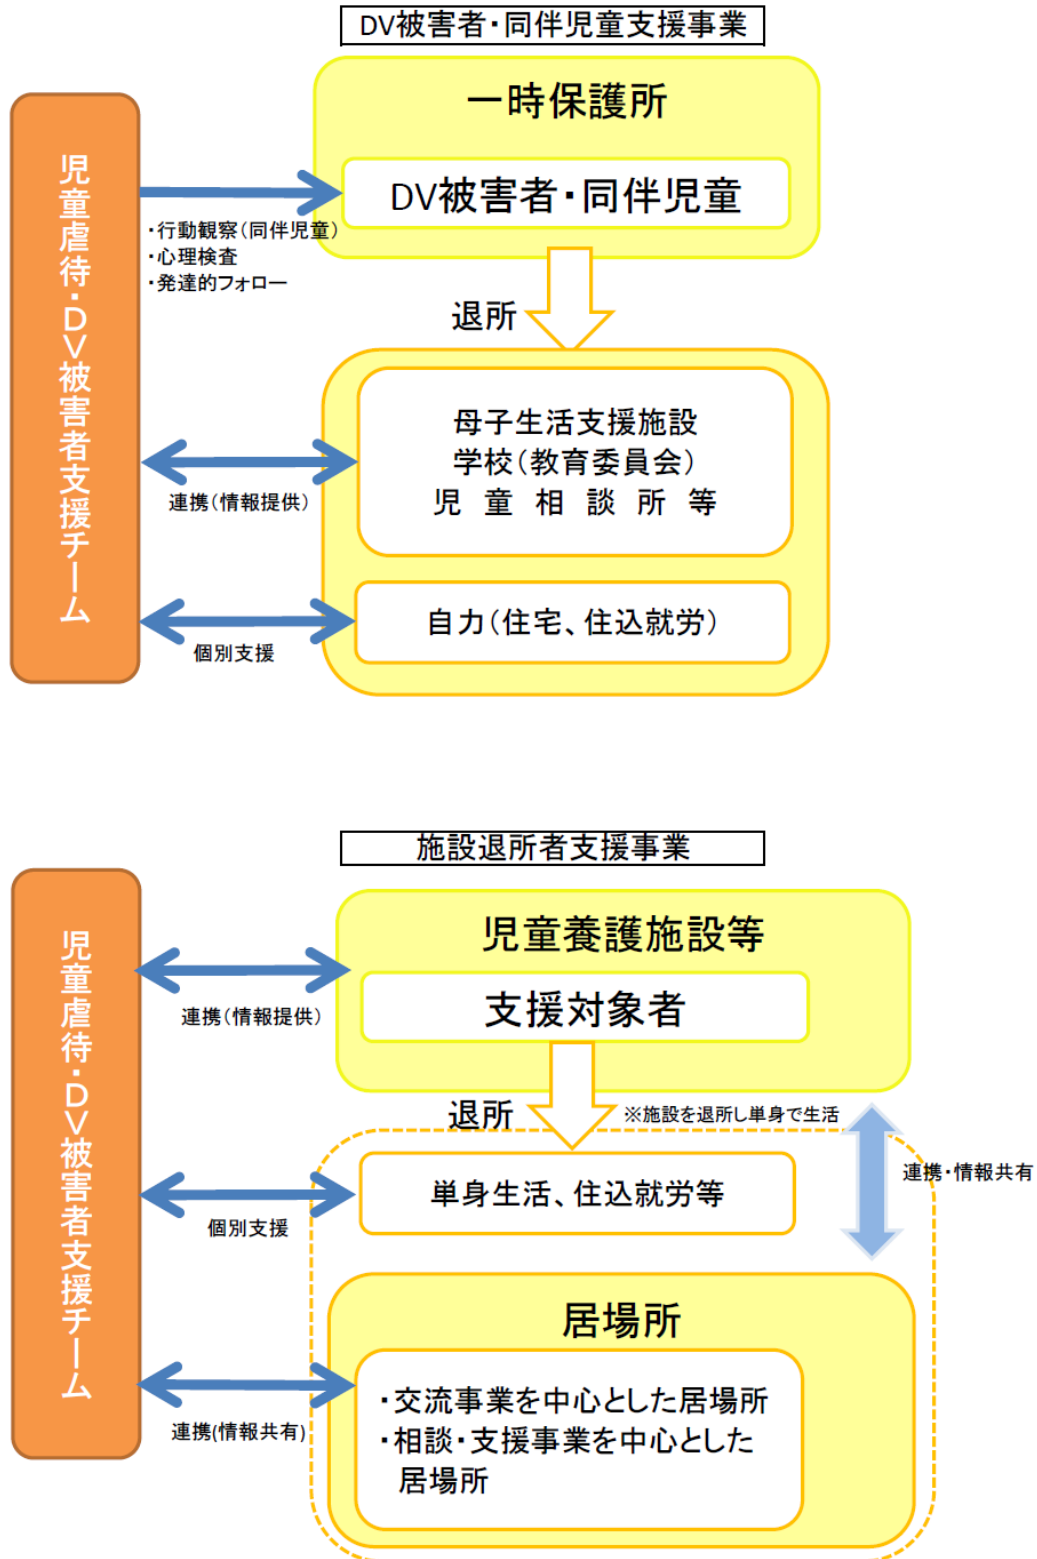 DV被害者・同伴児童支援事業
一時保護所
DV被害者・同伴児童
児童虐待・DV被害者支援チーム
・行動観察（同伴児童）
・心理検査
・発達的フォロー
退所
母子生活支援施設
学校（教育委員会）
児童相談所等
連携（情報提供）
自力（住宅、住込就労）
個別支援
施設退所者支援事業
児童養護施設等
支援対象者
児童虐待・DV被害者支援チーム
連携（情報提供）
退所
※施設を退所し単身で生活
連携・情報共有
単身生活、住込就労等
個別支援
居場所
・交流事業を中心とした居場所
・相談・支援事業を中心とした
居場所
連携(情報共有)